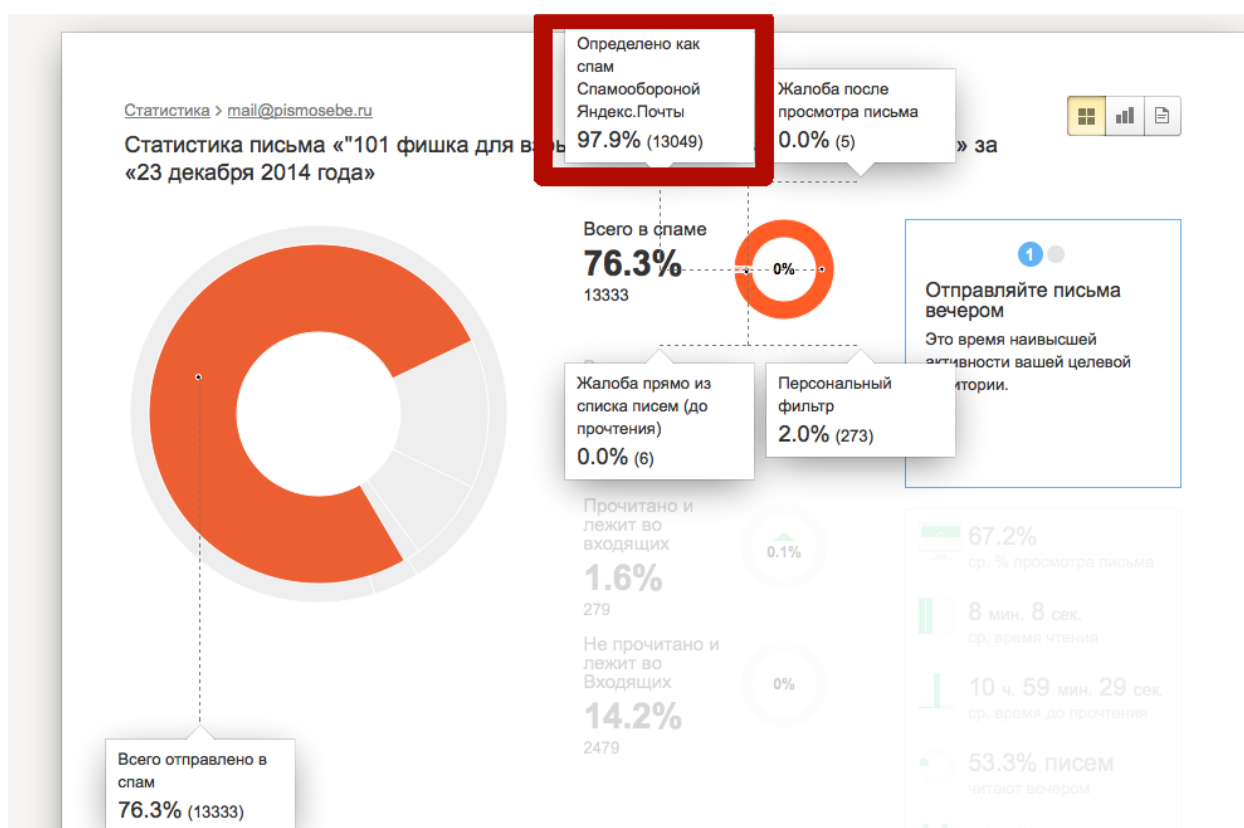 Определено как
спам
Спамообороной
Яндекс.Почты
97.9% (13049)
Жалоба после
просмотра письма
0.0% (5)
Статистика > mail@pismosebe.ru
Статистика письма «"101 фишка для » за
«23 декабря 2014 года»
Всего в спаме
76.3%
13333
0%
1
Отправляйте письма
вечером
Это время наивысшей
активности вашей целевой
Жалоба прямо из
списка писем (до
прочтения)
0.0% (6)
Персональный
фильтр
2.0% (273)
Прочитано и
лежит во
входящих
1.6%
279
0.1%
Не прочитано и
лежит во
Входящих
14.2%
2479
0%
67.2%
ср. % просмотра письма
8 мин. 8 сек.
ср. время чтения
10 ч. 59 мин. 29 сек.
ср. время до прочтения
53.3% писем
читают вечером
Всего отправлено в
спам
76.3% (13333)